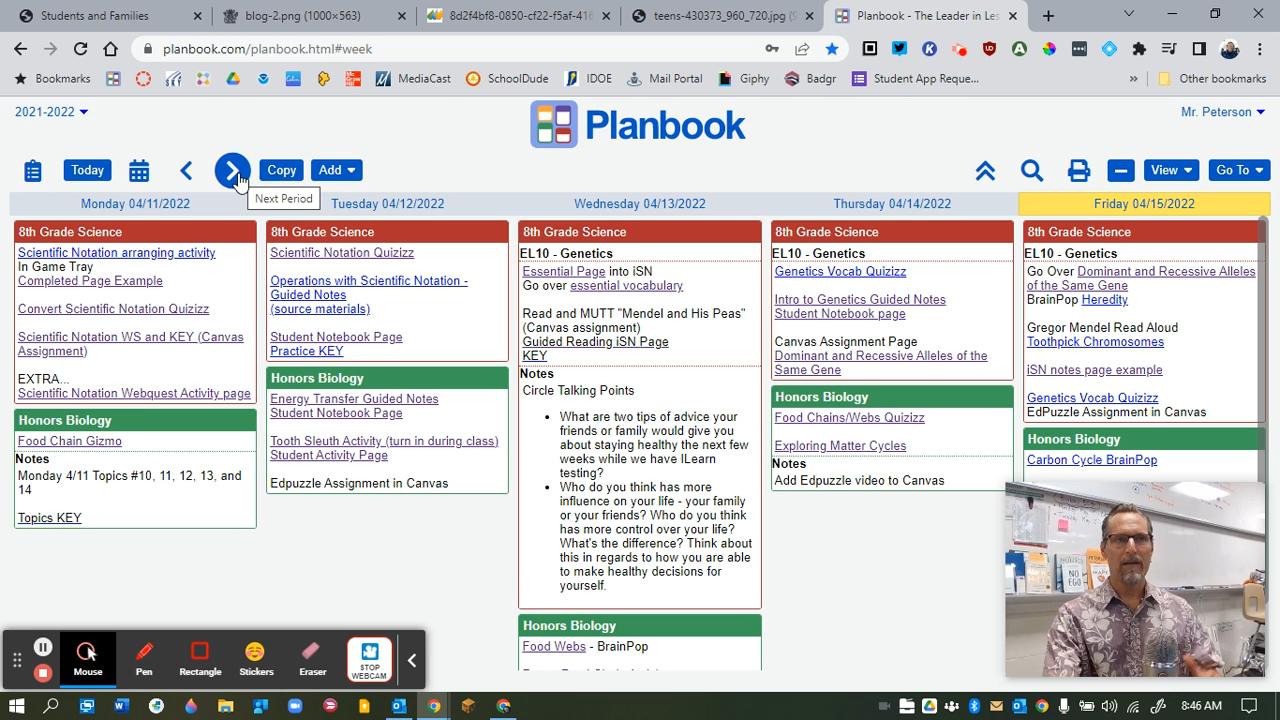 Students and Families
blog-2.png (1000×563)
8d2f4bf8-0850-cf22-f5af-416
teens-430373_960_720.jpg (9
Planbook - The Leader in Les
planbook.com/planbook.html#week
Bookmarks
MediaCast
SchoolDude
IDOE
Mail Portal
Giphy
Badgr
Student App Reque...
Other bookmarks
2021-2022
Planbook
Mr. Peterson
Today
Copy
Add
View
Go To
Next Period
Monday 04/11/2022
Tuesday 04/12/2022
Wednesday 04/13/2022
Thursday 04/14/2022
Friday 04/15/2022
8th Grade Science
Scientific Notation arranging activity
In Game Tray
Completed Page Example
Convert Scientific Notation Quizizz
Scientific Notation WS and KEY (Canvas
Assignment)
EXTRA...
Scientific Notation Webquest Activity page
Honors Biology
Food Chain Gizmo
Notes
Monday 4/11 Topics #10, 11, 12, 13, and
14
Topics KEY
8th Grade Science
Scientific Notation Quizizz
Operations with Scientific Notation -
Guided Notes
(source materials)
Student Notebook Page
Practice KEY
Honors Biology
Energy Transfer Guided Notes
Student Notebook Page
Tooth Sleuth Activity (turn in during class)
Student Activity Page
Edpuzzle Assignment in Canvas
8th Grade Science
EL10 - Genetics
Essential Page into iSN
Go over essential vocabulary
Read and MUTT "Mendel and His Peas"
(Canvas assignment)
Guided Reading iSN Page
KEY
Notes
Circle Talking Points
• What are two tips of advice your
friends or family would give you
about staying healthy the next few
weeks while we have ILearn
testing?
• Who do you think has more
influence on your life - your family
or your friends? Who do you think
has more control over your life?
What's the difference? Think about
this in regards to how you are able
to make healthy decisions for
yourself.
Honors Biology
Food Webs - BrainPop
8th Grade Science
EL10 - Genetics
Genetics Vocab Quizizz
Intro to Genetics Guided Notes
Student Notebook page
Canvas Assignment Page
Dominant and Recessive Alleles of the
Same Gene
Honors Biology
Food Chains/Webs Quizizz
Exploring Matter Cycles
Notes
Add Edpuzzle video to Canvas
8th Grade Science
EL10 - Genetics
Go Over Dominant and Recessive Alleles
of the Same Gene
BrainPop Heredity
Gregor Mendel Read Aloud
Toothpick Chromosomes
iSN notes page example
Genetics Vocab Quizizz
EdPuzzle Assignment in Canvas
Honors Biology
Carbon Cycle BrainPop
NO
EGO
Mouse
Pen
Rectangle
Stickers
Eraser
STOP
WEBCAM
8:46 AM